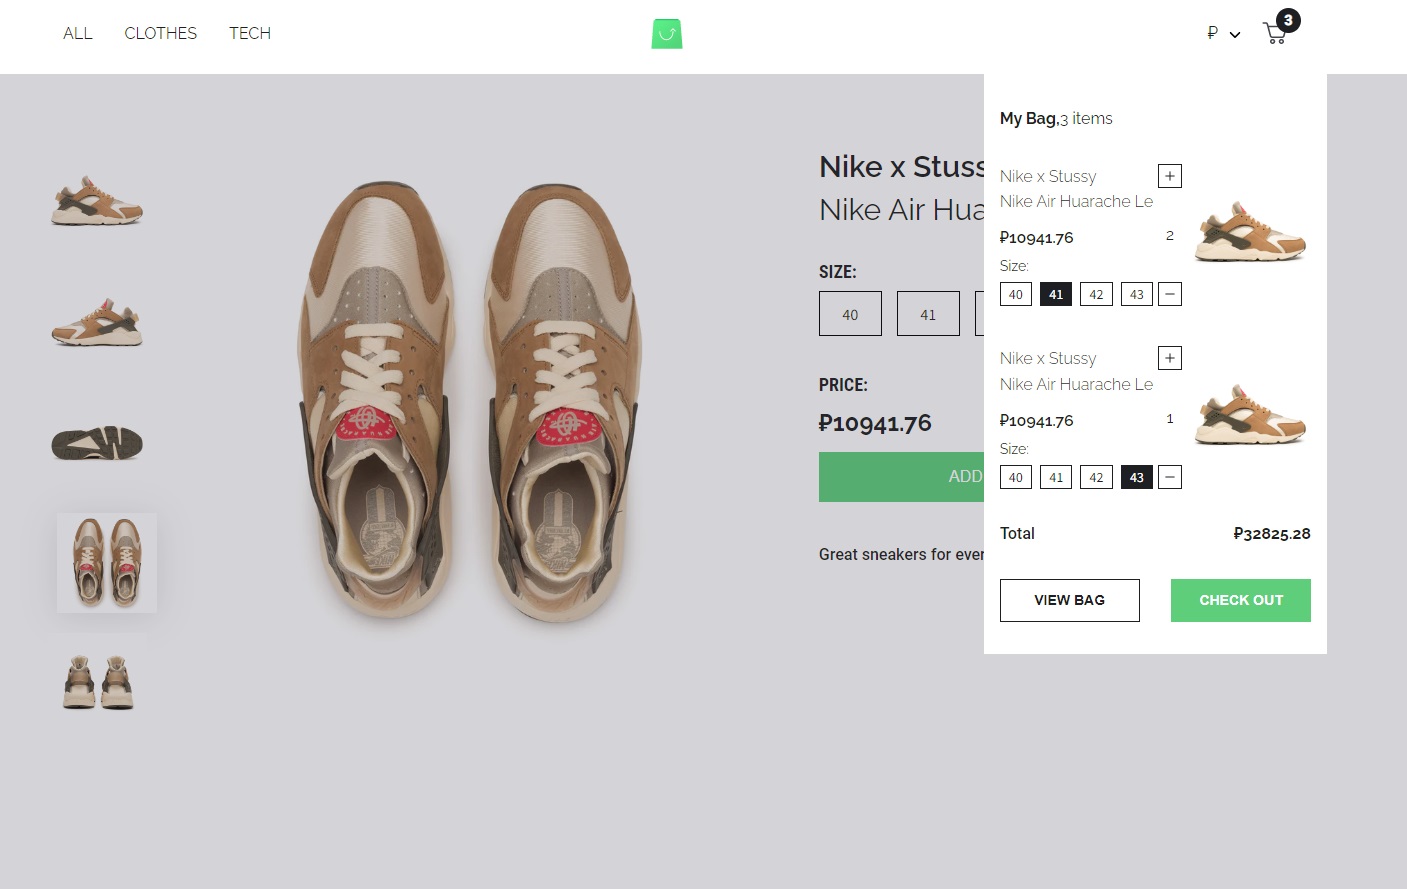 ALL CLOTHES TECH
₽ 3
My Bag,3 items
Nike x Stussy +
Nike Air Huarache Le
₽10941.76 2
Size:
40 41 42 43 −
Nike x Stussy +
Nike Air Huarache Le
₽10941.76 1
Size:
40 41 42 43 −
Total ₽32825.28
VIEW BAG CHECK OUT
Nike x Stuss
Nike Air Hua
SIZE:
40 41
PRICE:
₽10941.76
ADD
Great sneakers for ever